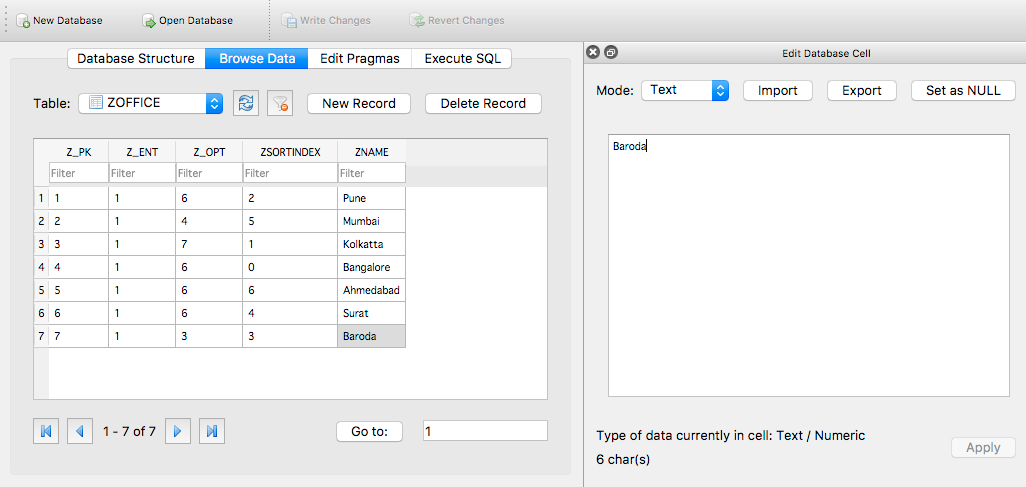 New Database Open Database Write Changes Revert Changes
Database Structure Browse Data Edit Pragmas Execute SQL
Table: ZOFFICE New Record Delete Record
Z_PK Z_ENT Z_OPT ZSORTINDEX ZNAME
Filter Filter Filter Filter Filter
1 1 1 6 2 Pune
2 2 1 4 5 Mumbai
3 3 1 7 1 Kolkatta
4 4 1 6 0 Bangalore
5 5 1 6 6 Ahmedabad
6 6 1 6 4 Surat
7 7 1 3 3 Baroda
1 - 7 of 7 Go to: 1
Edit Database Cell
Mode: Text Import Export Set as NULL
Baroda
Type of data currently in cell: Text / Numeric
6 char(s)
Apply